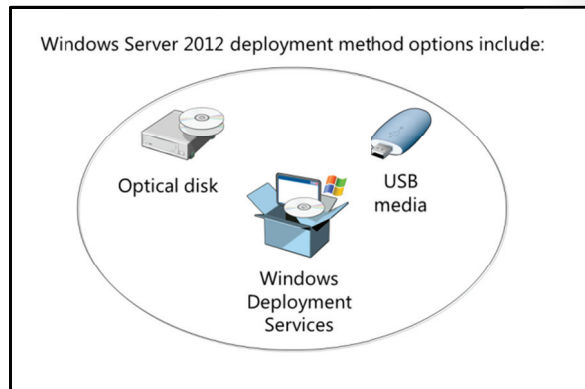 Windows Server 2012 deployment method options include:
Optical disk
USB
media
Windows
Deployment
Services